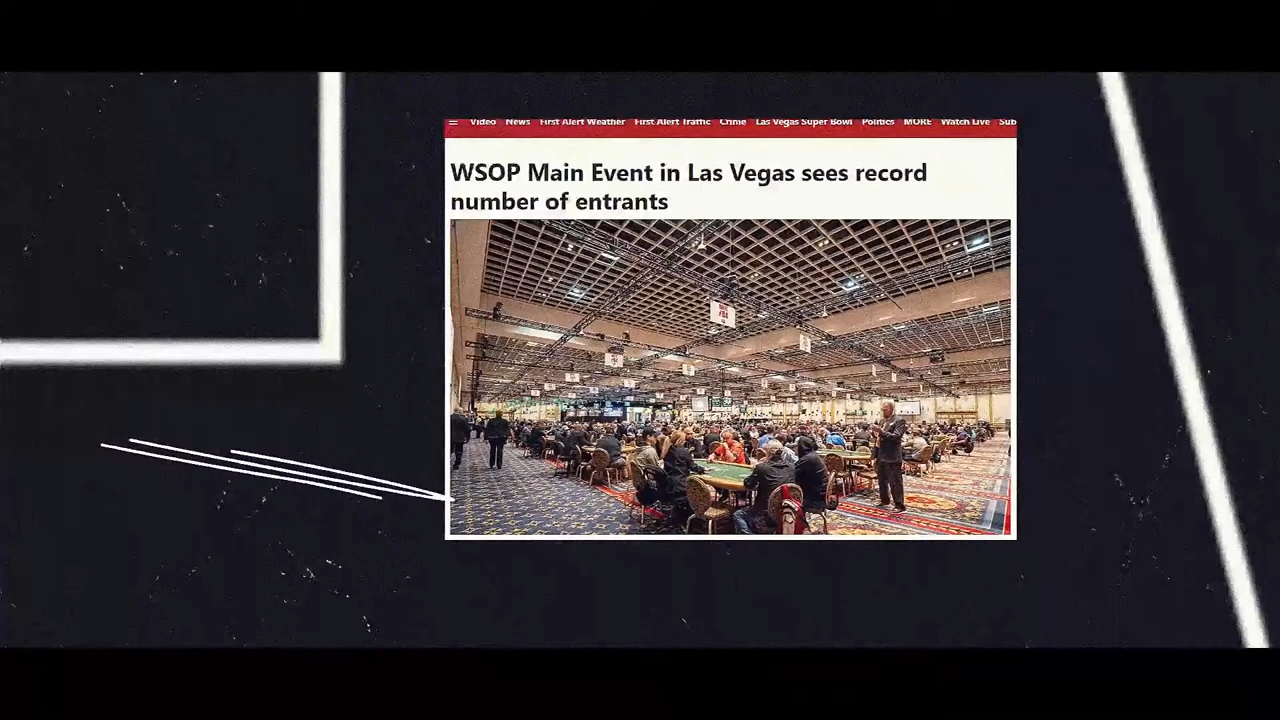 Video News First Alert Weather First Alert Traffic Crime Las Vegas Super Bowl Politics MORE Watch Live Sub
WSOP Main Event in Las Vegas sees record
number of entrants